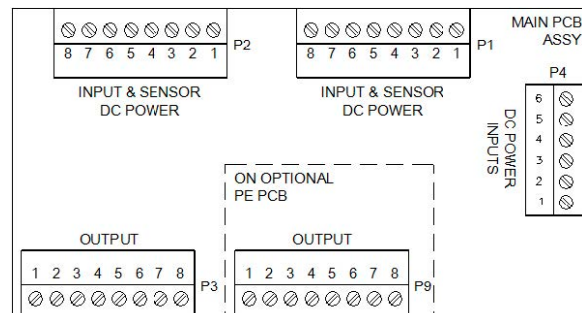 8 7 6 5 4 3 2 1
P2
INPUT & SENSOR
DC POWER
8 7 6 5 4 3 2 1
P1
INPUT & SENSOR
DC POWER
MAIN PCB
ASSY
P4
6
5
4
3
2
1
DC POWER
INPUTS
ON OPTIONAL
PE PCB
OUTPUT
1 2 3 4 5 6 7 8
P3
OUTPUT
1 2 3 4 5 6 7 8
P9